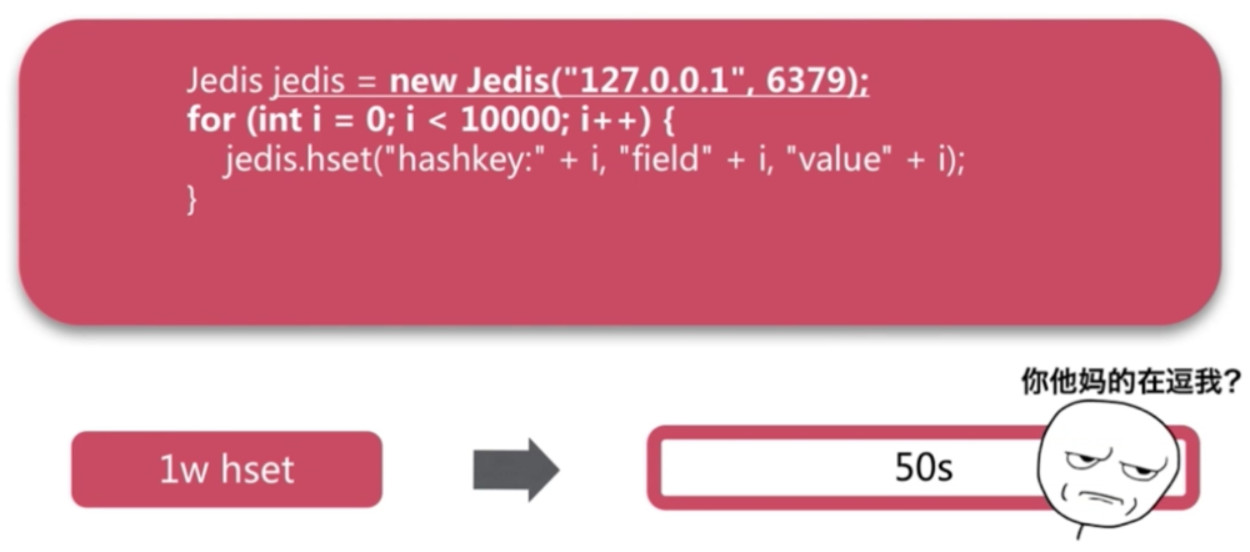 Jedis jedis = new Jedis("127.0.0.1", 6379);
for (int i = 0; i < 10000; i++) {
    jedis.hset("hashkey:" + i, "field" + i, "value" + i);
}
你他妈的在逗我?
1w hset
50s